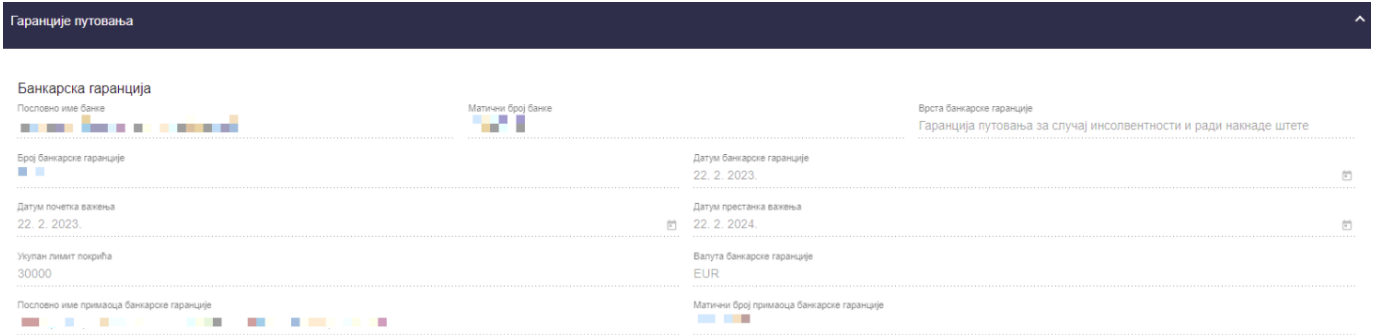 Гаранције путовања
Банкарска гаранција
Пословно име банке
Матични број банке
Врста банкарске гаранције
Гаранција путовања за случај инсолвентности и ради накнаде штете
Број банкарске гаранције
Датум банкарске гаранције
22. 2. 2023.
Датум почетка важења
22. 2. 2023.
Датум престанка важења
22. 2. 2024.
Укупан лимит покрића
30000
Валута банкарске гаранције
EUR
Пословно име примаоца банкарске гаранције
Матични број примаоца банкарске гаранције